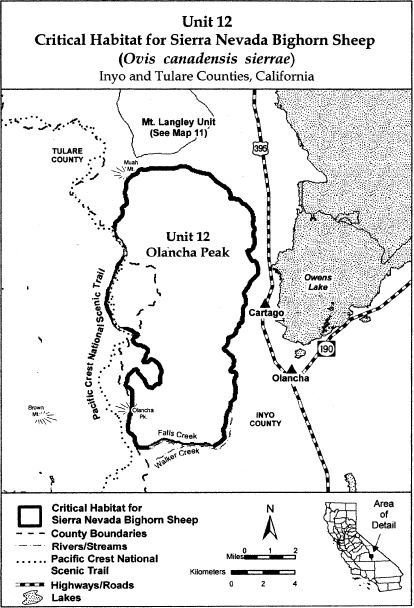 Unit 12
Critical Habitat for Sierra Nevada Bighorn Sheep
(Ovis canadensis sierrae)
Inyo and Tulare Counties, California
Mt. Langley Unit
(See Map 11)
395
TULARE
COUNTY
Muah
Mt.
Unit 12
Olancha Peak
Owens
Lake
Cartago
Pacific Crest National Scenic Trail
190
Olancha
Brown
Mt.
Olancha
Pk.
INYO
COUNTY
Falls Creek
Walker Creek
Critical Habitat for
Sierra Nevada Bighorn Sheep
County Boundaries
Rivers/Streams
Pacific Crest National
Scenic Trail
Highways/Roads
Lakes
N
Miles
0 1 2
Kilometers
0 2 4
Area
of
Detail